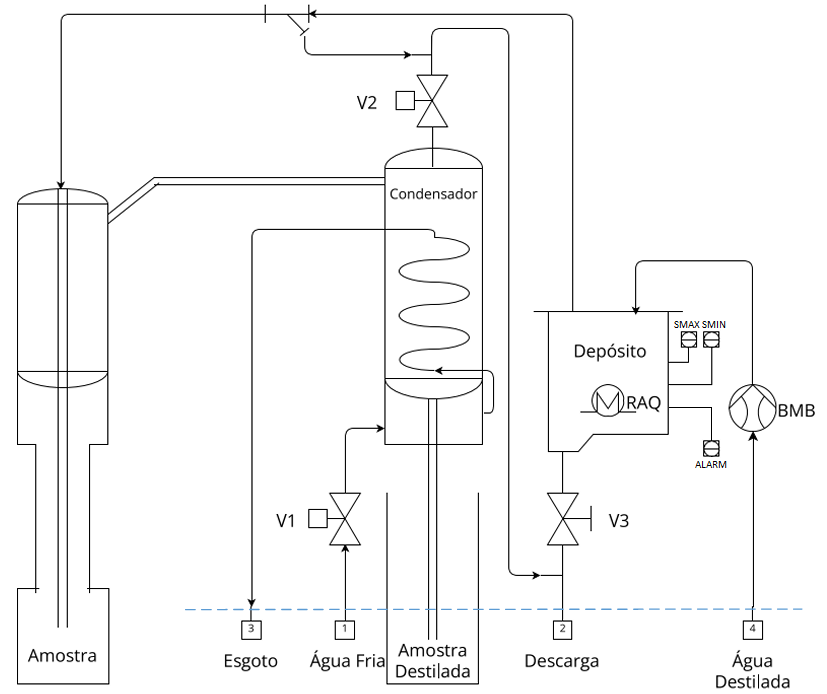 V2
Condensador
SMAX SMIN
Depósito
RAQ
BMB
ALARM
V1
V3
3
1
2
4
Esgoto
Água Fria
Descarga
Água
Destilada
Amostra
Amostra
Destilada